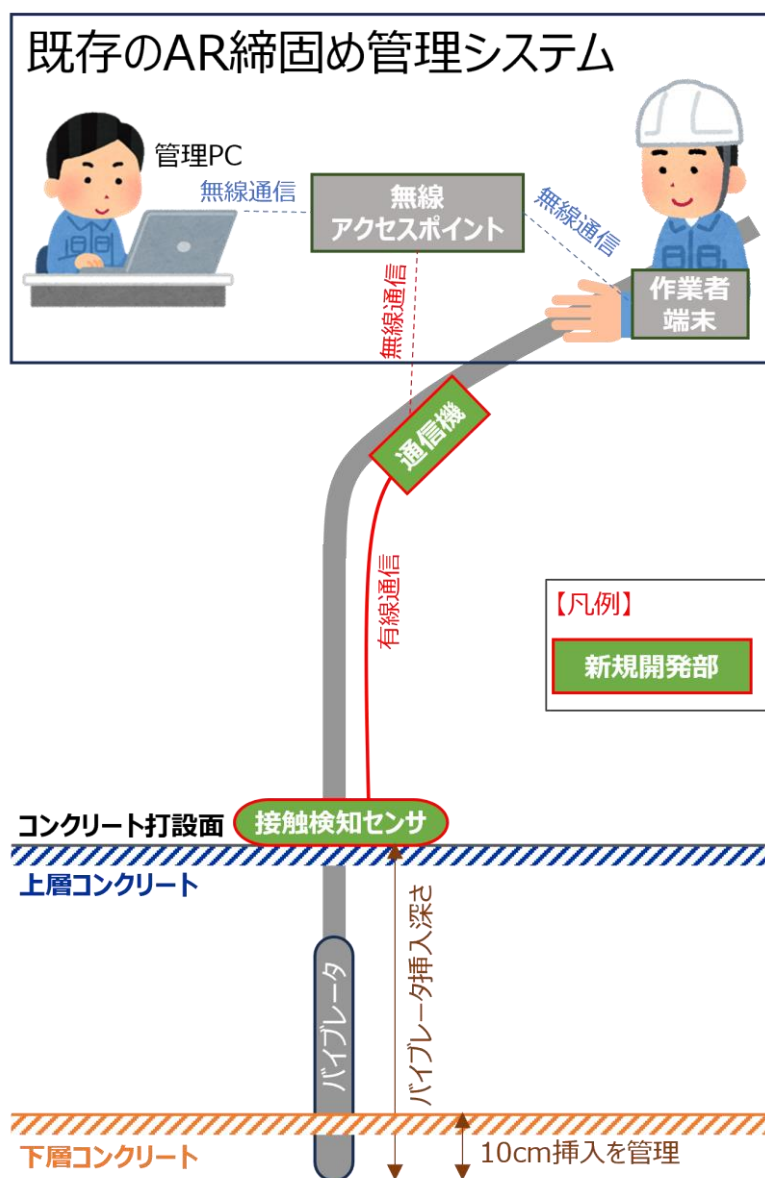 既存のAR締固め管理システム
管理PC
無線通信
無線
アクセスポイント
無線通信
作業者
端末
無線通信
通信機
有線通信
【凡例】
新規開発部
コンクリート打設面
接触検知センサ
上層コンクリート
バイブレータ挿入深さ
バイブレータ
下層コンクリート
10cm挿入を管理